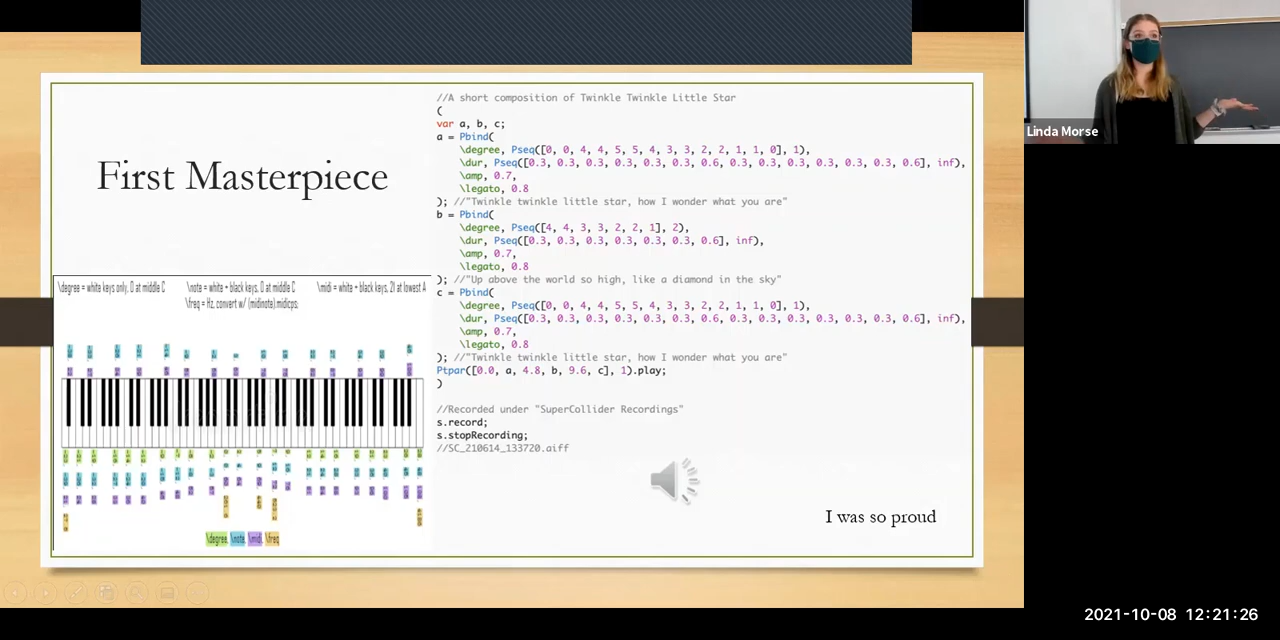 First Masterpiece
\degree = white keys only, 0 at middle C
\note = white + black keys, 0 at middle C
\midi = white + black keys, 21 at lowest A
\freq = Hz, convert w/ (midinote).midicps
\degree \note \midi \freq
//A short composition of Twinkle Twinkle Little Star
(
var a, b, c;
a = Pbind(
\degree, Pseq([0, 0, 4, 4, 5, 5, 4, 3, 3, 2, 2, 1, 1, 0], 1),
\dur, Pseq([0.3, 0.3, 0.3, 0.3, 0.3, 0.3, 0.6, 0.3, 0.3, 0.3, 0.3, 0.3, 0.3, 0.6], inf),
\amp, 0.7,
\legato, 0.8
); //"Twinkle twinkle little star, how I wonder what you are"
b = Pbind(
\degree, Pseq([4, 4, 3, 3, 2, 2, 1], 2),
\dur, Pseq([0.3, 0.3, 0.3, 0.3, 0.3, 0.3, 0.6], inf),
\amp, 0.7,
\legato, 0.8
); //"Up above the world so high, like a diamond in the sky"
c = Pbind(
\degree, Pseq([0, 0, 4, 4, 5, 5, 4, 3, 3, 2, 2, 1, 1, 0], 1),
\dur, Pseq([0.3, 0.3, 0.3, 0.3, 0.3, 0.3, 0.6, 0.3, 0.3, 0.3, 0.3, 0.3, 0.3, 0.6], inf),
\amp, 0.7,
\legato, 0.8
); //"Twinkle twinkle little star, how I wonder what you are"
Ptpar([0.0, a, 4.8, b, 9.6, c], 1).play;
)
//Recorded under "SuperCollider Recordings"
s.record;
s.stopRecording;
//SC_210614_133720.aiff
I was so proud
Linda Morse
2021-10-08 12:21:26